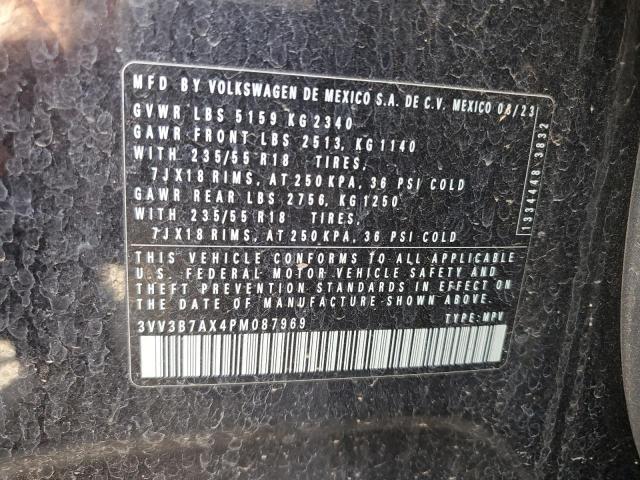 MFD BY VOLKSWAGEN DE MEXICO S.A. DE C.V. MEXICO 06/23
GVWR LBS 5159 KG 2340
GAWR FRONT LBS 2513, KG 1140
WITH 235/55 R18 TIRES,
7JX18 RIMS, AT 250 KPA, 36 PSI COLD
GAWR REAR LBS 2756, KG 1250
WITH 235/55 R18 TIRES,
7JX18 RIMS, AT 250 KPA, 36 PSI COLD
1334448 3832
THIS VEHICLE CONFORMS TO ALL APPLICABLE
U.S. FEDERAL MOTOR VEHICLE SAFETY AND
THEFT PREVENTION STANDARDS IN EFFECT ON
THE DATE OF MANUFACTURE SHOWN ABOVE.
3VV3B7AX4PM087969 TYPE: MPV